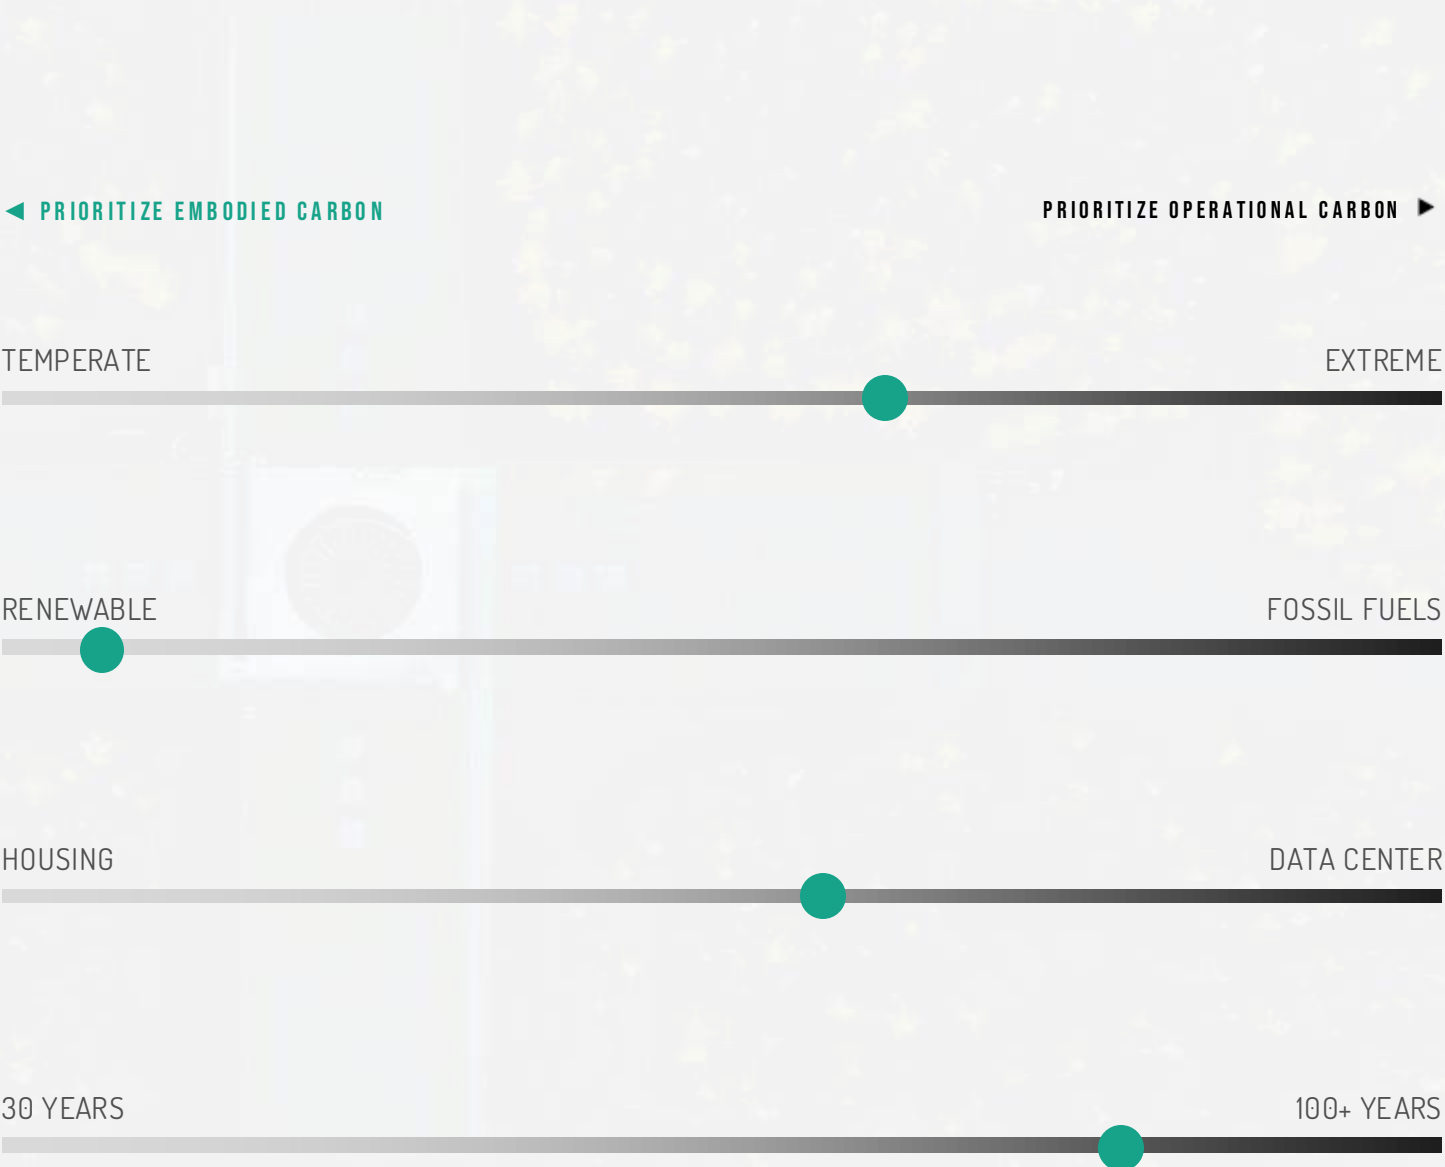 ◀ PRIORITIZE EMBODIED CARBON
PRIORITIZE OPERATIONAL CARBON ▶
TEMPERATE
EXTREME
RENEWABLE
FOSSIL FUELS
HOUSING
DATA CENTER
30 YEARS
100+ YEARS